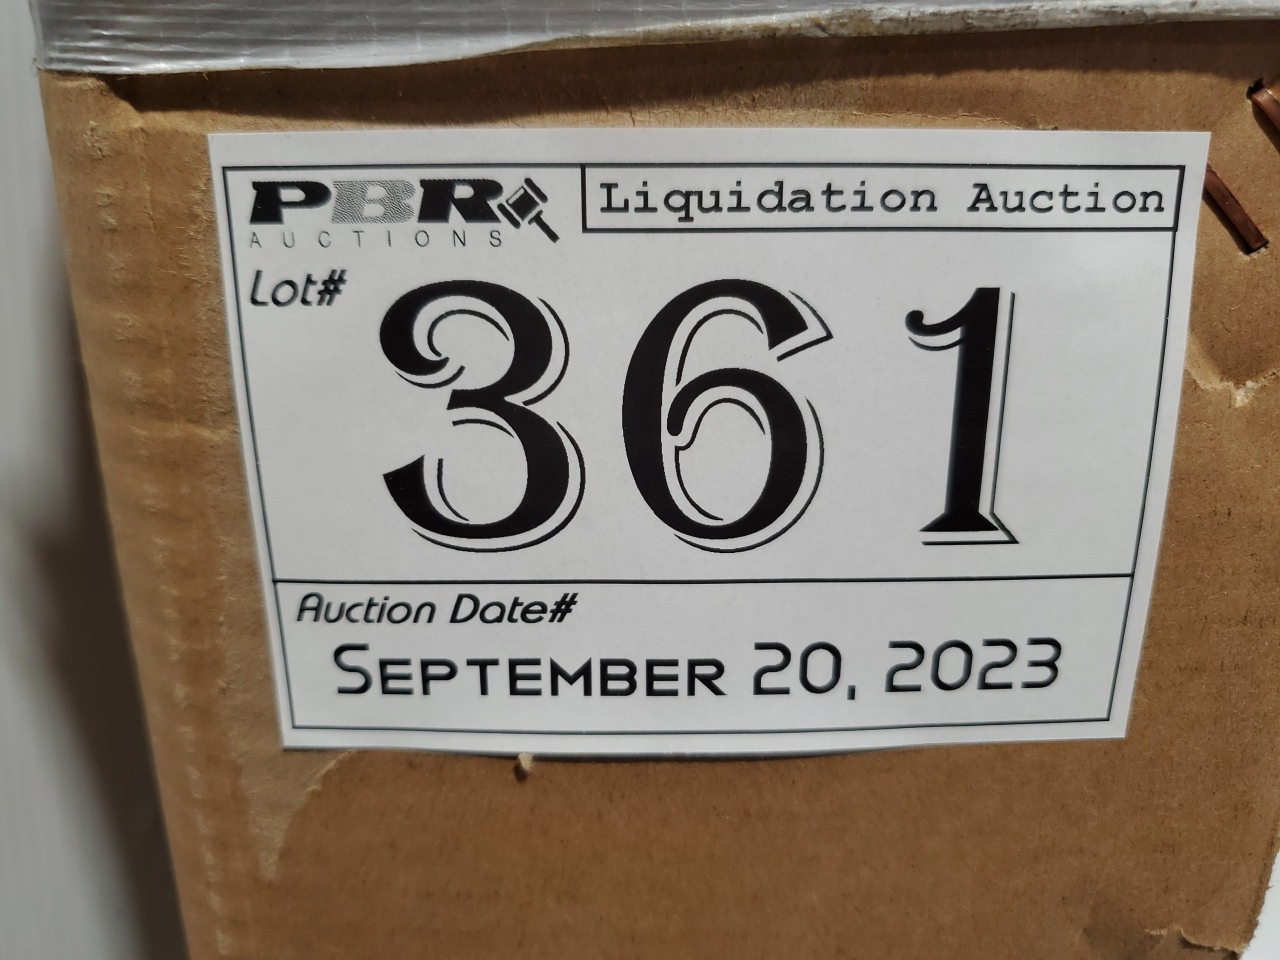 PBR
AUCTIONS
Liquidation Auction
Lot#
361
Auction Date#
SEPTEMBER 20, 2023